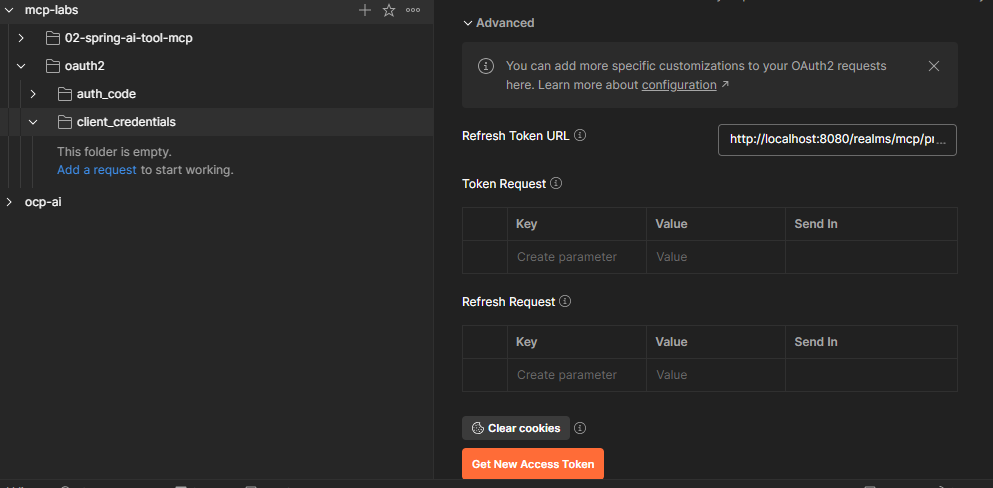 mcp-labs
02-spring-ai-tool-mcp
oauth2
auth_code
client_credentials
This folder is empty.
Add a request to start working.
ocp-ai
Advanced
You can add more specific customizations to your OAuth2 requests
here. Learn more about configuration ↗
Refresh Token URL
http://localhost:8080/realms/mcp/pr...
Token Request
Key Value Send In
Create parameter Value
Refresh Request
Key Value Send In
Create parameter Value
Clear cookies
Get New Access Token